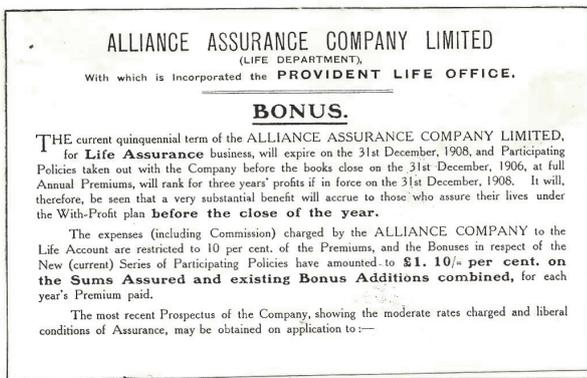 ALLIANCE ASSURANCE COMPANY LIMITED
(LIFE DEPARTMENT),
With which is Incorporated the PROVIDENT LIFE OFFICE.
BONUS.
THE current quinquennial term of the ALLIANCE ASSURANCE COMPANY LIMITED,
for Life Assurance business, will expire on the 31st December, 1908, and Participating
Policies taken out with the Company before the books close on the 31st December, 1906, at full
Annual Premiums, will rank for three years' profits if in force on the 31st December, 1908. It will,
therefore, be seen that a very substantial benefit will accrue to those who assure their lives under
the With-Profit plan before the close of the year.
The expenses (including Commission) charged by the ALLIANCE COMPANY to the
Life Account are restricted to 10 per cent. of the Premiums, and the Bonuses in respect of the
New (current) Series of Participating Policies have amounted to £1. 10/= per cent. on
the Sums Assured and existing Bonus Additions combined, for each
year's Premium paid.
The most recent Prospectus of the Company, showing the moderate rates charged and liberal
conditions of Assurance, may be obtained on application to :—